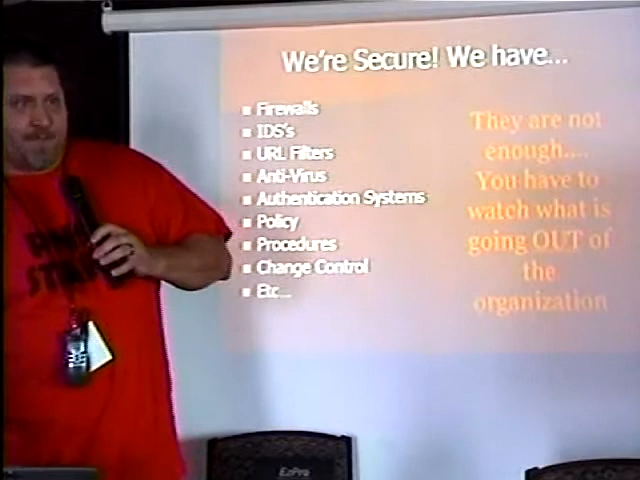 We're Secure! We have...
Firewalls
IDS's
URL Filters
Anti-Virus
Authentication Systems
Policy
Procedures
Change Control
Etc...
They are not
enough....
You have to
watch what is
going OUT of
the
organization
EzPro